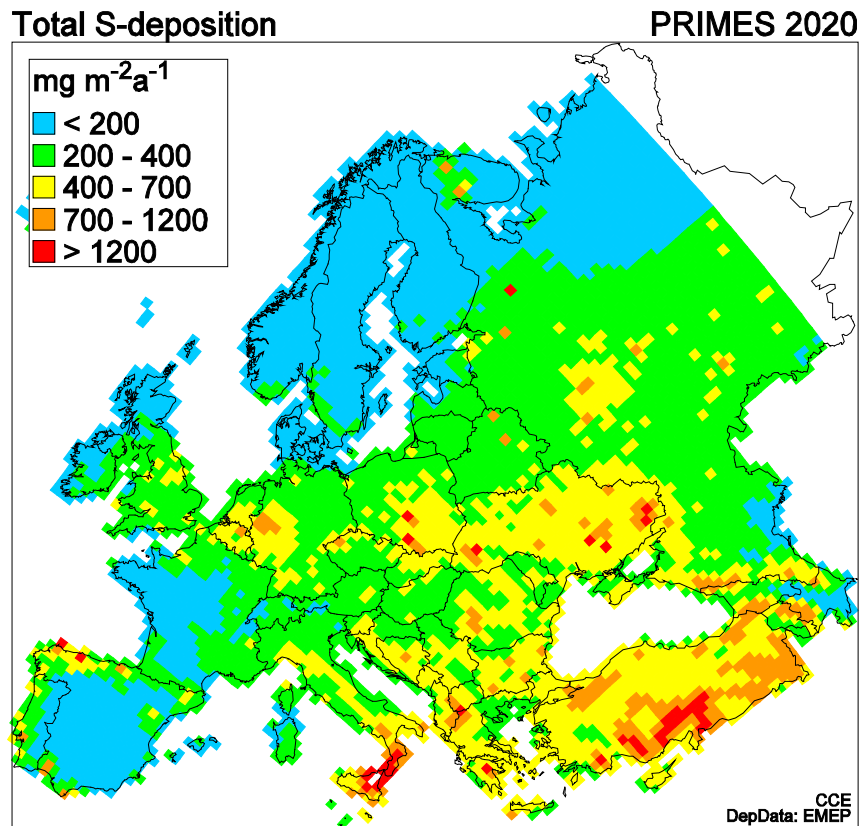 Total S-deposition PRIMES 2020
mg m-2a-1
< 200
200 - 400
400 - 700
700 - 1200
> 1200
CCE
DepData: EMEP